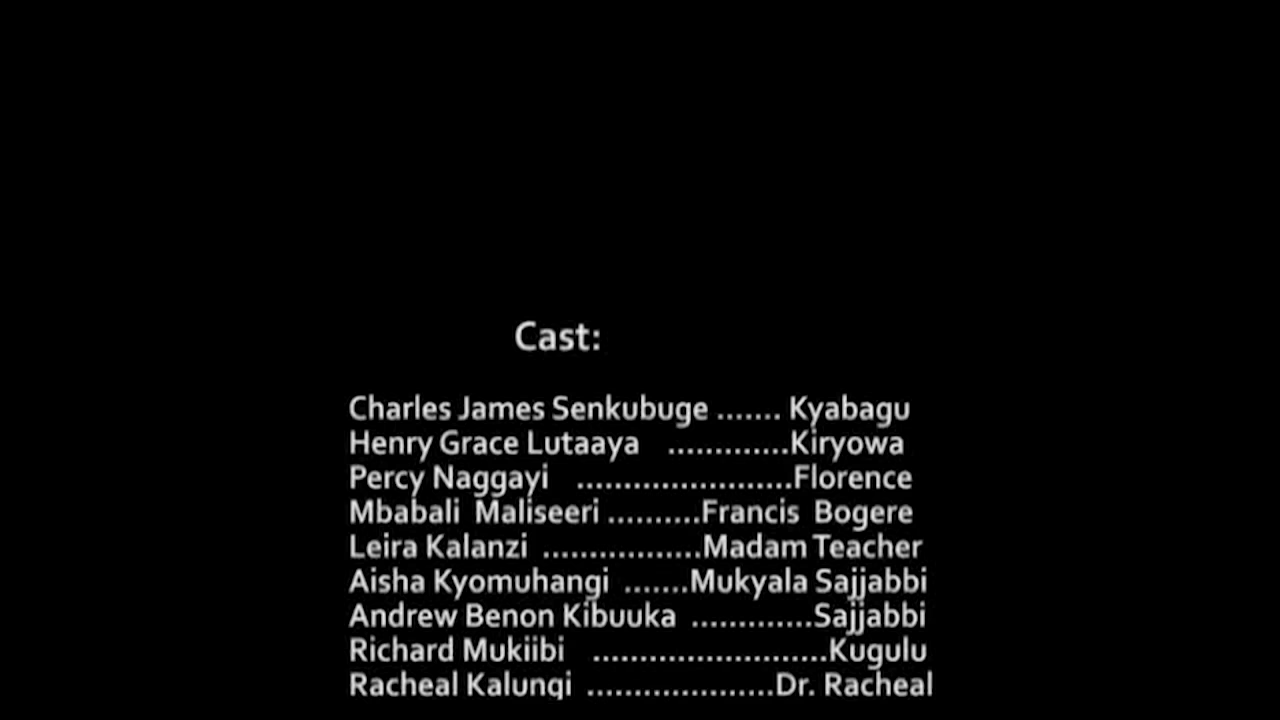 Cast:
Charles James Senkubuge ....... Kyabagu
Henry Grace Lutaaya .............Kiryowa
Percy Naggayi .......................Florence
Mbabali Maliseeri ..........Francis Bogere
Leira Kalanzi .................Madam Teacher
Aisha Kyomuhangi .......Mukyala Sajjabbi
Andrew Benon Kibuuka .............Sajjabbi
Richard Mukiibi .........................Kugulu
Racheal Kalungi ....................Dr. Racheal